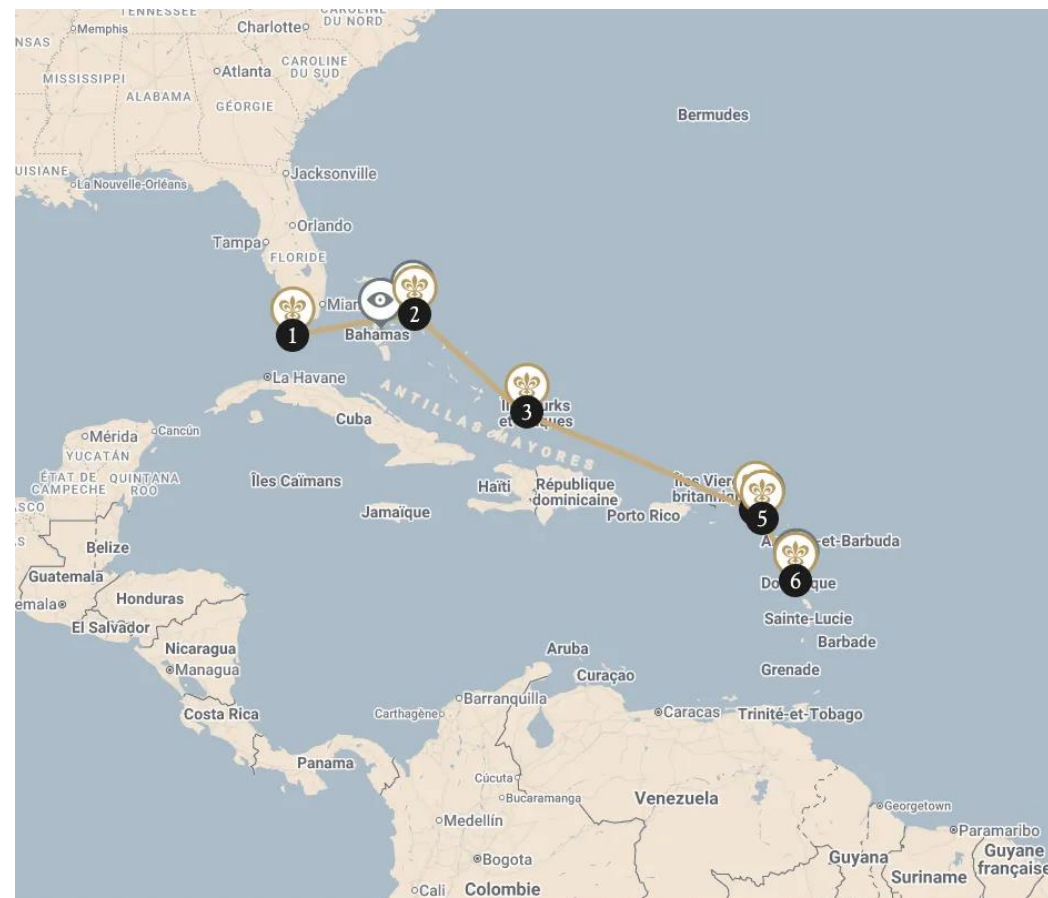 TENNESSEE
CAROLINE
DU NORD
Memphis
Charlotte
Atlanta
CAROLINE
DU SUD
MISSISSIPPI
ALABAMA
GÉORGIE
Bermudes
Jacksonville
La Nouvelle-Orléans
Orlando
Tampa
FLORIDE
1
2
Bahamas
La Havane
ANTILLAS MAYORES
3
Cuba
Mérida
Cancún
YUCATÁN
ÉTAT DE
CAMPECHE
QUINTANA
ROO
Îles Caïmans
Haïti
République
dominicaine
Jamaïque
Porto Rico
5
Belize
6
Guatemala
Honduras
El Salvador
Sainte-Lucie
Barbade
Nicaragua
Managua
Aruba
Curaçao
Grenade
Barranquilla
Costa Rica
Carthagène
Caracas
Trinité-et-Tobago
Panama
Cúcuta
Bucaramanga
Venezuela
Georgetown
Medellín
Paramaribo
Bogota
Guyana
Guyane
française
Suriname
Cali
Colombie